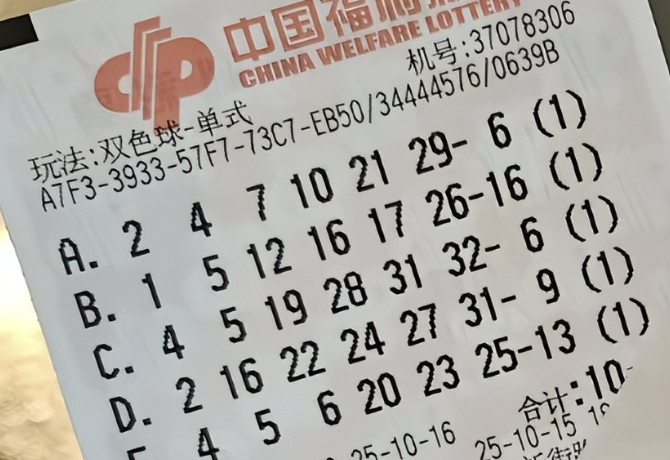 中国福利
CHINA WELFARE LOTTERY
机号:37078306
玩法:双色球-单式
A7F3-3933-57F7-73C7-EB50/34444576/0639B
A. 2 4 7 10 21 29- 6 (1)
B. 1 5 12 16 17 26-16 (1)
C. 4 5 19 28 31 32- 6 (1)
D. 2 16 22 24 27 31- 9 (1)
4 5 6 20 23 25-13 (1)
合计:10
25-10-16 25-10-15